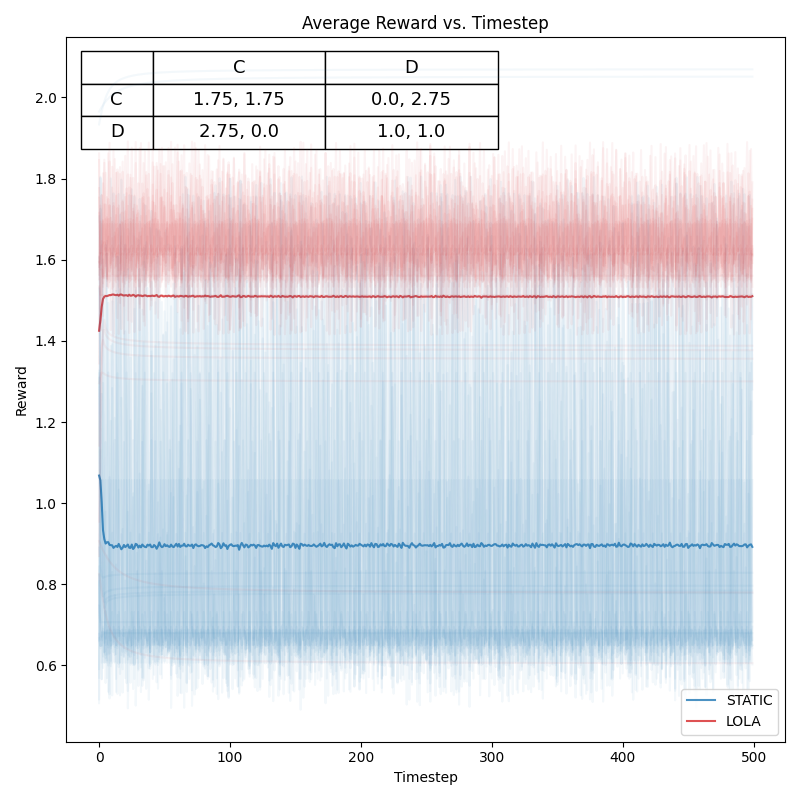 Average Reward vs. Timestep
C D
C 1.75, 1.75 0.0, 2.75
D 2.75, 0.0 1.0, 1.0
2.0
1.8
1.6
1.4
1.2
1.0
0.8
0.6
Reward
STATIC
LOLA
0 100 200 300 400 500
Timestep